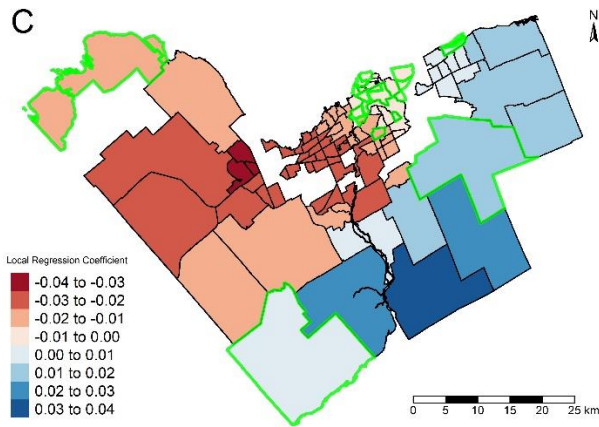 C
N
Local Regression Coefficient
-0.04 to -0.03
-0.03 to -0.02
-0.02 to -0.01
-0.01 to 0.00
0.00 to 0.01
0.01 to 0.02
0.02 to 0.03
0.03 to 0.04
0 5 10 15 20 25 km